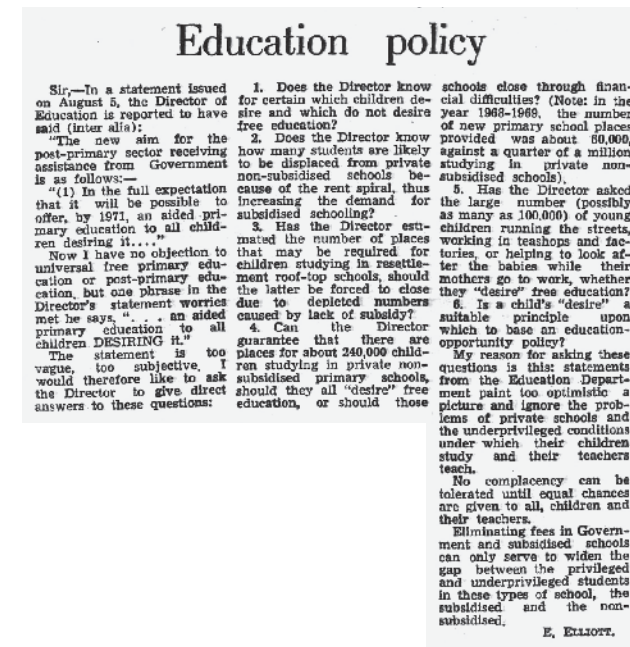 Education policy
Sir,—In a statement issued
on August 5, the Director of
Education is reported to have
said (inter alia):
"The new aim for the
post-primary sector receiving
assistance from Government
is as follows:—
"(1) In the full expectation
that it will be possible to
offer, by 1971, an aided pri-
mary education to all child-
ren desiring it...."
Now I have no objection to
universal free primary edu-
cation or post-primary edu-
cation, but one phrase in the
Director's statement worries
met he says, ". . . an aided
primary education to all
children DESIRING it."
The statement is too
vague, too subjective. I
would therefore like to ask
the Director to give direct
answers to these questions:
1. Does the Director know
for certain which children de-
sire and which do not desire
free education?
2. Does the Director know
how many students are likely
to be displaced from private
non-subsidised schools be-
cause of the rent spiral, thus
increasing the demand for
subsidised schooling?
3. Has the Director esti-
mated the number of places
that may be required for
children studying in resettle-
ment roof-top schools, should
the latter be forced to close
due to depleted numbers
caused by lack of subsidy?
4. Can the Director
guarantee that there are
places for about 240,000 child-
ren studying in private non-
subsidised primary schools,
should they all "desire" free
education, or should those
schools close through finan-
cial difficulties? (Note: in the
year 1968-1969, the number
of new primary school places
provided was about 60,000,
against a quarter of a million
studying in private non-
subsidised schools).
5. Has the Director asked
the large number (possibly
as many as 100,000) of young
children running the streets,
working in teashops and fac-
tories, or helping to look af-
ter the babies while their
mothers go to work, whether
they "desire" free education?
6. Is a child's "desire" a
suitable principle upon
which to base an education-
opportunity policy?
My reason for asking these
questions is this: statements
from the Education Depart-
ment paint too optimistic a
picture and ignore the prob-
lems of private schools and
the underprivileged conditions
under which their children
study and their teachers
teach.
No complacency can be
tolerated until equal chances
are given to all, children and
their teachers.
Eliminating fees in Govern-
ment and subsidised schools
can only serve to widen the
gap between the privileged
and underprivileged students
in these types of school, the
subsidised and the non-
subsidised.
E. ELLIOTT.